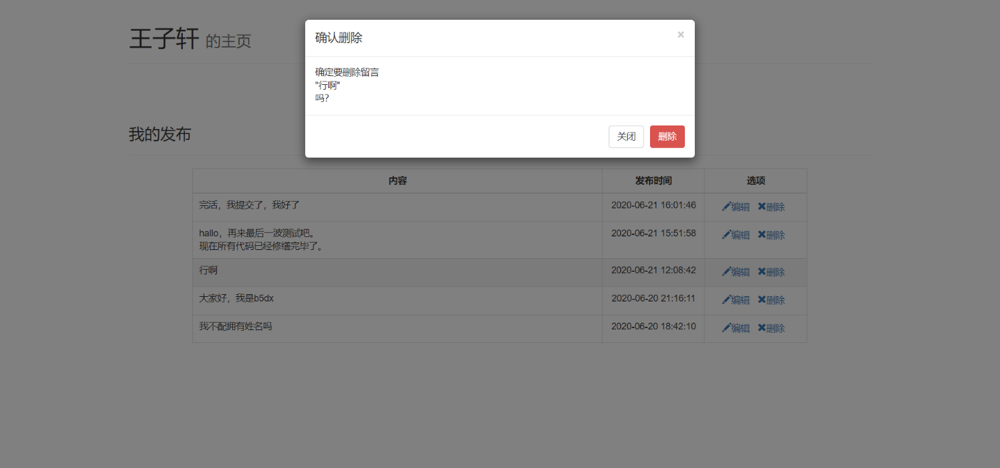 王子轩 的主页
确认删除 ×
确定要删除留言
"行啊"
吗?
关闭 删除
我的发布
内容 发布时间 选项
完活，我提交了，我好了 2020-06-21 16:01:46 编辑 删除
hallo，再来最后一波测试吧。 2020-06-21 15:51:58 编辑 删除
现在所有代码已经修缮完毕了。
行啊 2020-06-21 12:08:42 编辑 删除
大家好，我是b5dx 2020-06-20 21:16:11 编辑 删除
我不配拥有姓名吗 2020-06-20 18:42:10 编辑 删除